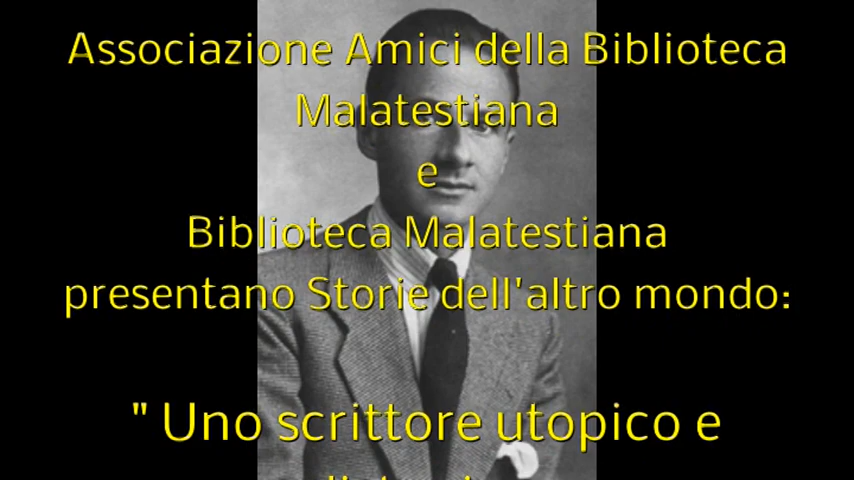 Associazione Amici della Biblioteca
Malatestiana
e
Biblioteca Malatestiana
presentano Storie dell'altro mondo:
" Uno scrittore utopico e